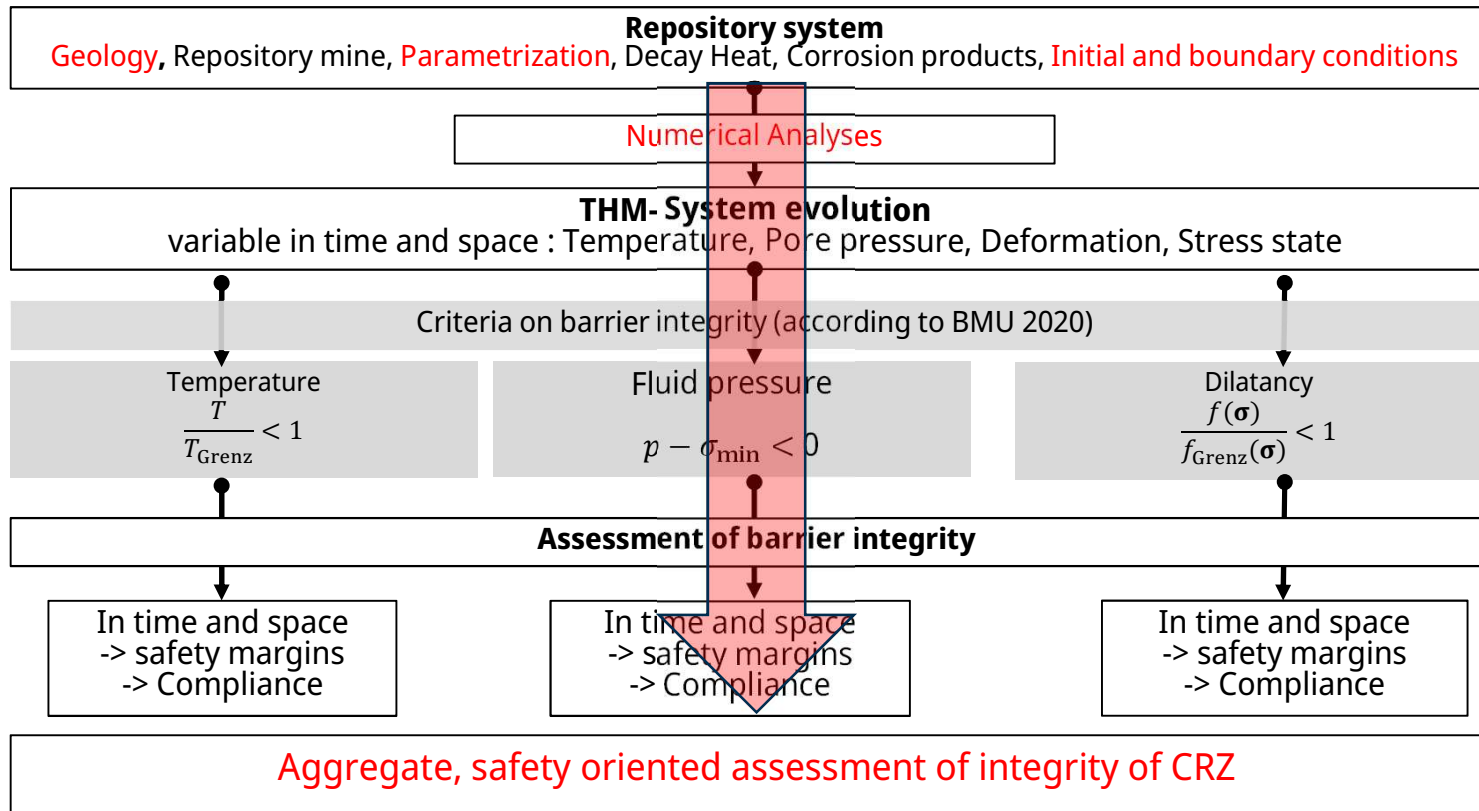 Repository system
Geology, Repository mine, Parametrization, Decay Heat, Corrosion products, Initial and boundary conditions
Numerical Analyses
THM- System evolution
variable in time and space : Temperature, Pore pressure, Deformation, Stress state
Criteria on barrier integrity (according to BMU 2020)
Temperature
T / T_Grenz < 1
Fluid pressure
p − σ_min < 0
Dilatancy
f(σ) / f_Grenz(σ) < 1
Assessment of barrier integrity
In time and space
-> safety margins
-> Compliance
In time and space
-> safety margins
-> Compliance
In time and space
-> safety margins
-> Compliance
Aggregate, safety oriented assessment of integrity of CRZ